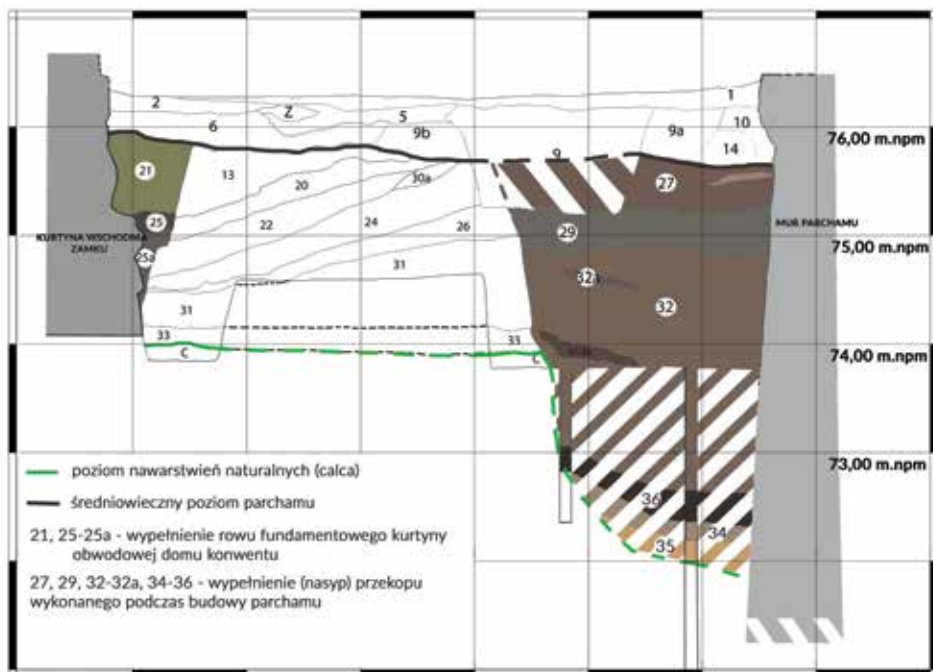 2
Z
5
1
6
9b
9a
10
76,00 m.npm
9
14
21
13
20
30a
27
25
22
24
26
29
KURTYNA WSCHODNIA
ZAMKU
MUR PARCHAMU
75,00 m.npm
25a
31
32
31
32
33
33
74,00 m.npm
C
C
73,00 m.npm
poziom nawarstwień naturalnych (calca)
średniowieczny poziom parchamu
36
34
35
21, 25-25a - wypełnienie rowu fundamentowego kurtyny
obwodowej domu konwentu
27, 29, 32-32a, 34-36 - wypełnienie (nasyp) przekopu
wykonanego podczas budowy parchamu